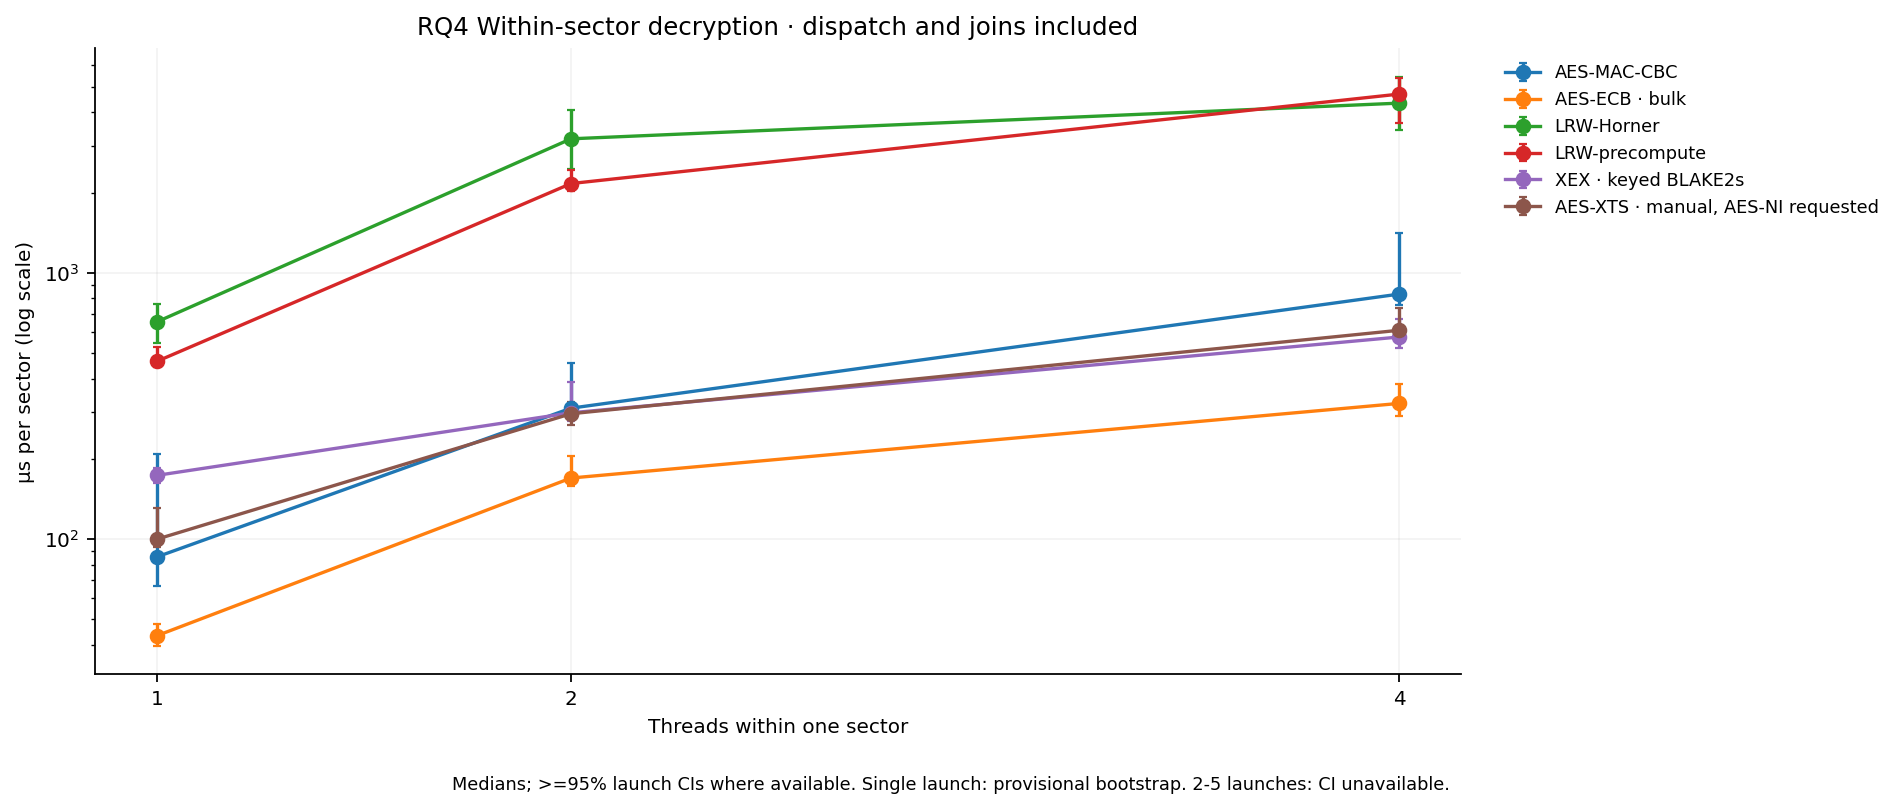 RQ4 Within-sector decryption · dispatch and joins included
AES-MAC-CBC
AES-ECB · bulk
LRW-Horner
LRW-precompute
XEX · keyed BLAKE2s
AES-XTS · manual, AES-NI requested
µs per sector (log scale)
10³
10²
1
2
4
Threads within one sector
Medians; >=95% launch CIs where available. Single launch: provisional bootstrap. 2-5 launches: CI unavailable.